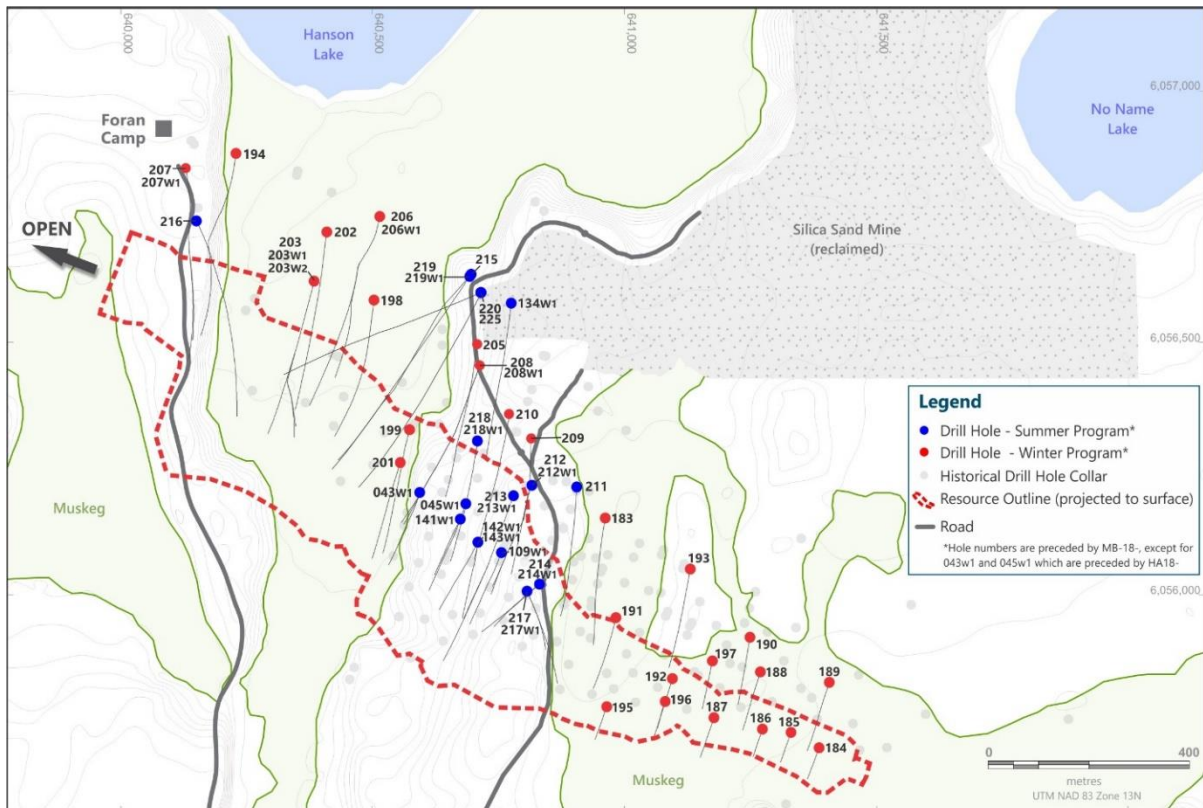 640,000
640,500
641,000
641,500
Hanson
Lake
6,057,000
No Name
Lake
Foran
Camp
194
207
207W1
216
OPEN
206
206W1
202
203
203W1
203W2
198
219
219W1
215
220
225
134W1
Silica Sand Mine
(reclaimed)
6,056,500
205
208
208W1
210
209
218
218W1
199
201
212
212W1
211
043W1
045W1
141W1
213
213W1
142W1
143W1
109W1
214
214W1
217
217W1
183
193
191
190
197
188
189
192
196
195
187
186
185
184
Muskeg
Muskeg
Legend
Drill Hole - Summer Program*
Drill Hole - Winter Program*
Historical Drill Hole Collar
Resource Outline (projected to surface)
Road
*Hole numbers are preceded by MB-18-, except for
043w1 and 045w1 which are preceded by HA18-
6,056,000
0
400
metres
UTM NAD 83 Zone 13N